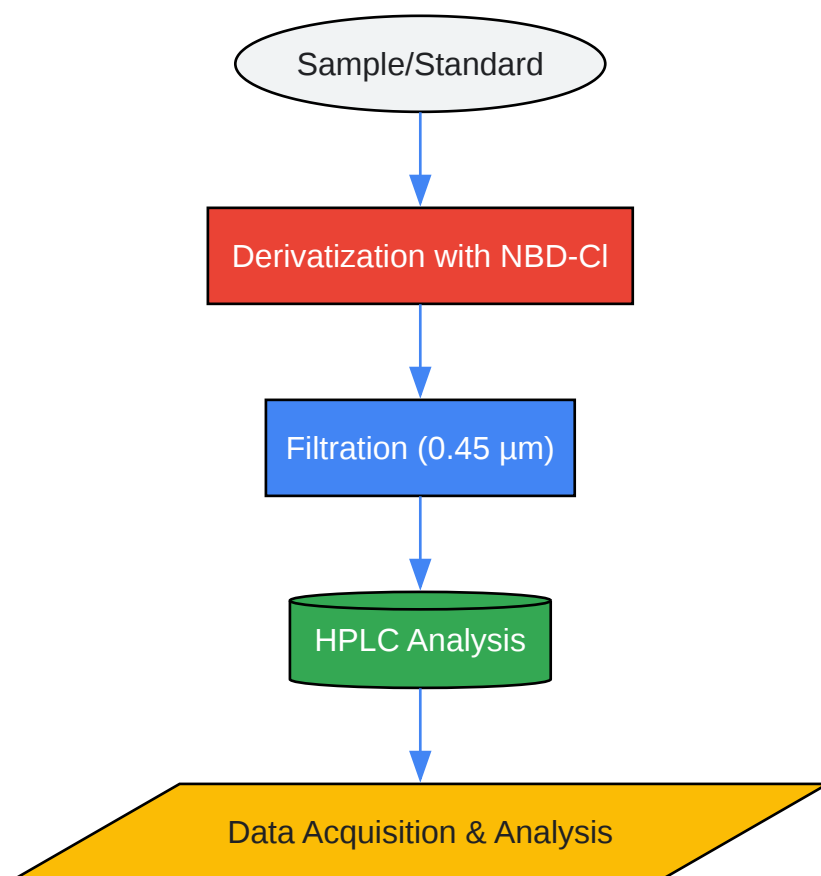 Sample/Standard
Derivatization with NBD-Cl
Filtration (0.45 µm)
HPLC Analysis
Data Acquisition & Analysis